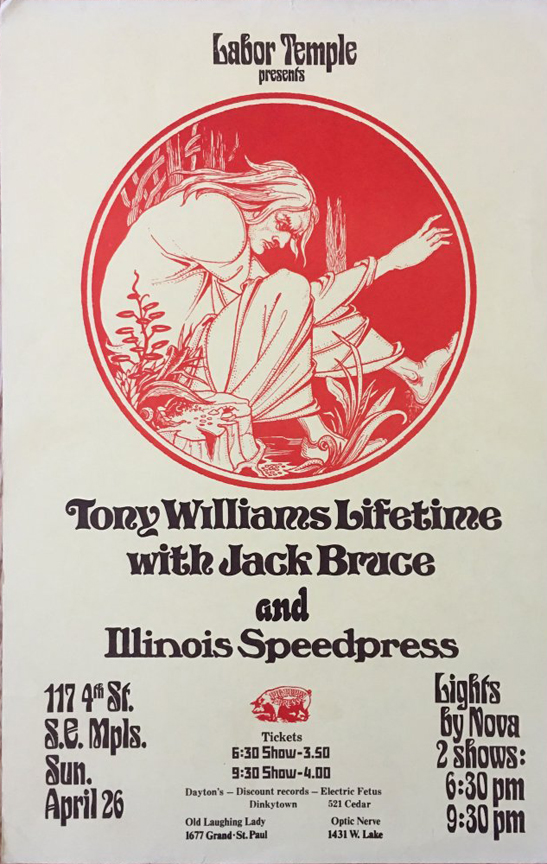 Labor Temple
presents
Tony Williams Lifetime
with Jack Bruce
and
Illinois Speedpress
117 4th St.
S.E. Mpls.
Sun.
April 26
Tickets
6:30 Show-3.50
9:30 Show-4.00
Dayton's — Discount records — Electric Fetus
Dinkytown 521 Cedar
Old Laughing Lady Optic Nerve
1677 Grand·St. Paul 1431 W. Lake
Lights
by Nova
2 shows:
6:30 pm
9:30 pm